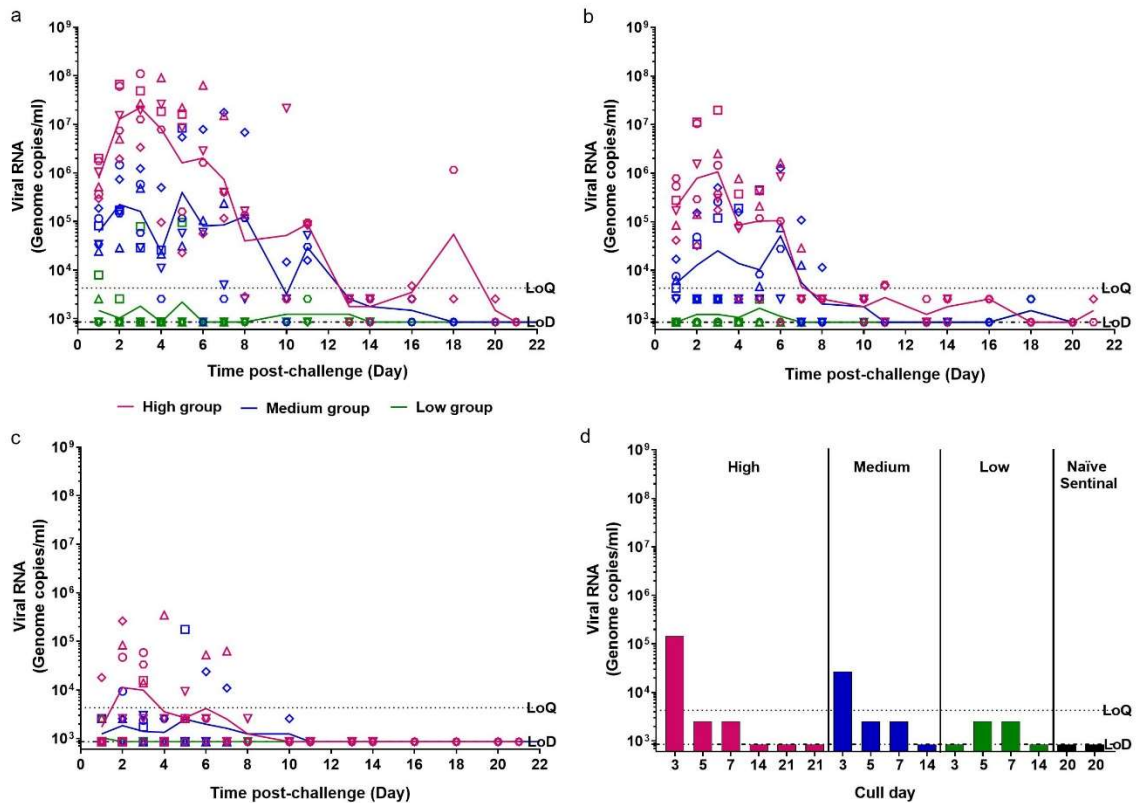 a
10⁹
10⁸
10⁷
10⁶
10⁵
10⁴
10³
Viral RNA
(Genome copies/ml)
LoQ
LoD
0 2 4 6 8 10 12 14 16 18 20 22
Time post-challenge (Day)
b
10⁹
10⁸
10⁷
10⁶
10⁵
10⁴
10³
Viral RNA
(Genome copies/ml)
LoQ
LoD
0 2 4 6 8 10 12 14 16 18 20 22
Time post-challenge (Day)
High group Medium group Low group
c
10⁹
10⁸
10⁷
10⁶
10⁵
10⁴
10³
Viral RNA
(Genome copies/ml)
LoQ
LoD
0 2 4 6 8 10 12 14 16 18 20 22
Time post-challenge (Day)
d
High Medium Low Naïve
Sentinal
10⁹
10⁸
10⁷
10⁶
10⁵
10⁴
10³
Viral RNA
(Genome copies/ml)
LoQ
LoD
3 5 7 14 21 21 3 5 7 14 3 5 7 14 20 20
Cull day